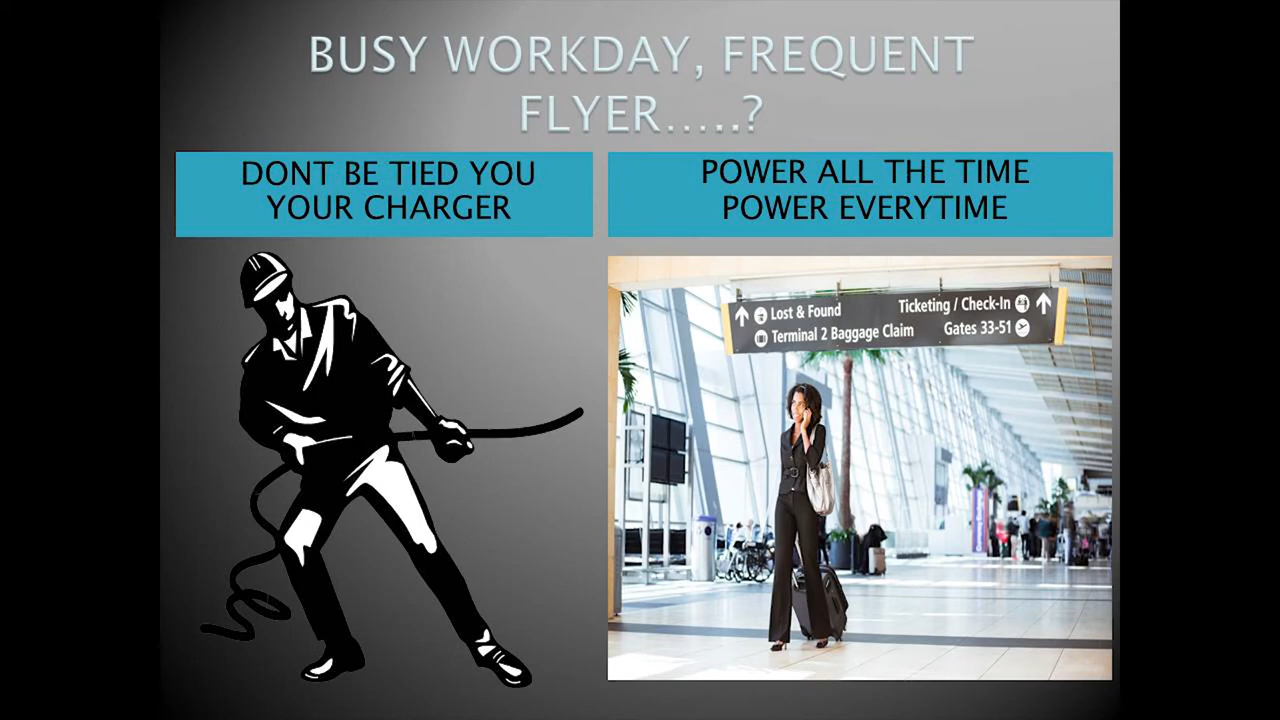 BUSY WORKDAY, FREQUENT
FLYER.....?
DONT BE TIED YOU
YOUR CHARGER
POWER ALL THE TIME
POWER EVERYTIME
Lost & Found
Ticketing / Check-In
Terminal 2 Baggage Claim
Gates 33-51